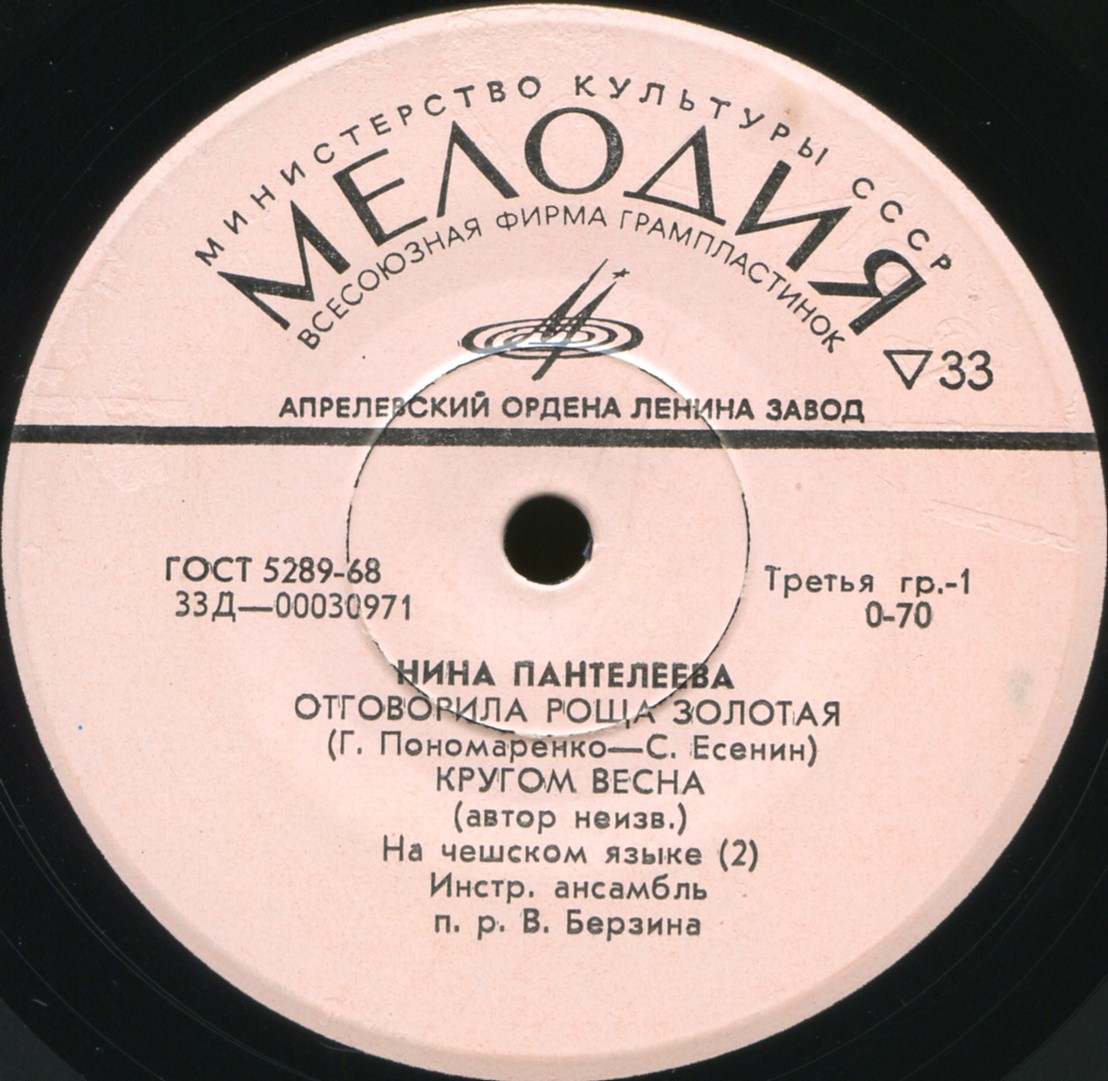 МИНИСТЕРСТВО КУЛЬТУРЫ СССР
МЕЛОДИЯ
ВСЕСОЮЗНАЯ ФИРМА ГРАМПЛАСТИНОК
▽33
АПРЕЛЕВСКИЙ ОРДЕНА ЛЕНИНА ЗАВОД
ГОСТ 5289-68
33Д—00030971
Третья гр.-1
0-70
НИНА ПАНТЕЛЕЕВА
ОТГОВОРИЛА РОЩА ЗОЛОТАЯ
(Г. Пономаренко—С. Есенин)
КРУГОМ ВЕСНА
(автор неизв.)
На чешском языке (2)
Инстр. ансамбль
п. р. В. Берзина